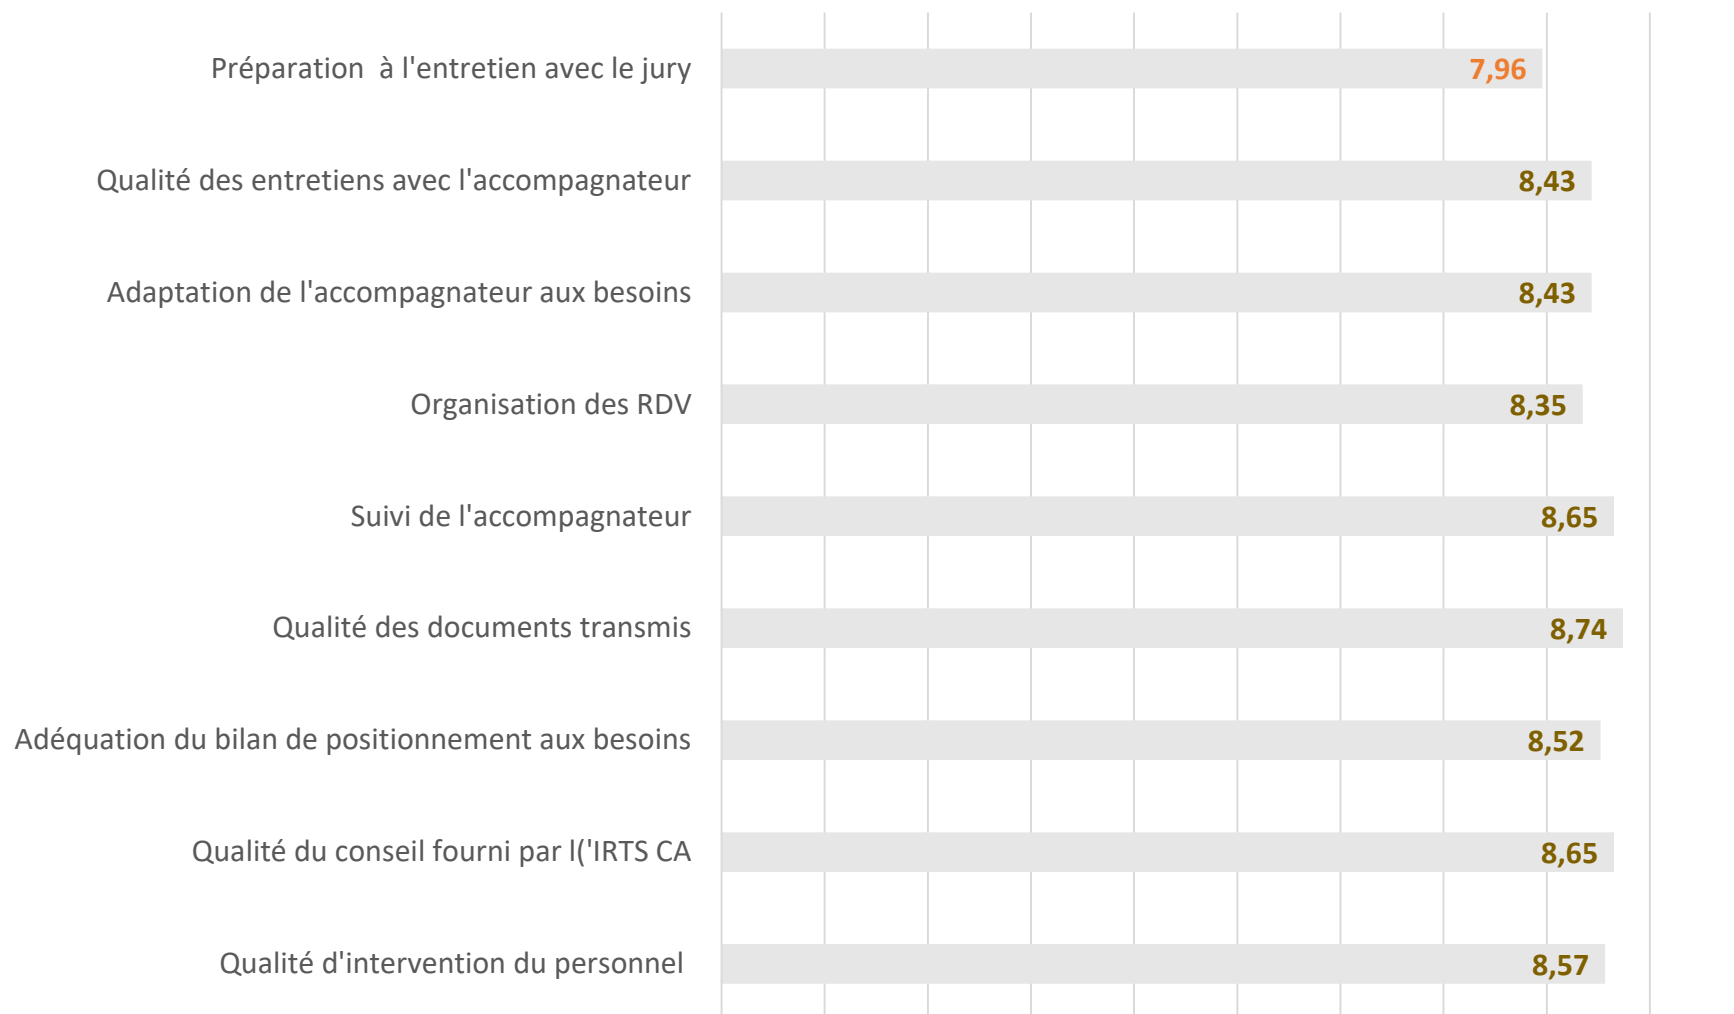 Préparation  à l'entretien avec le jury 7,96
Qualité des entretiens avec l'accompagnateur 8,43
Adaptation de l'accompagnateur aux besoins 8,43
Organisation des RDV 8,35
Suivi de l'accompagnateur 8,65
Qualité des documents transmis 8,74
Adéquation du bilan de positionnement aux besoins 8,52
Qualité du conseil fourni par l('IRTS CA 8,65
Qualité d'intervention du personnel 8,57